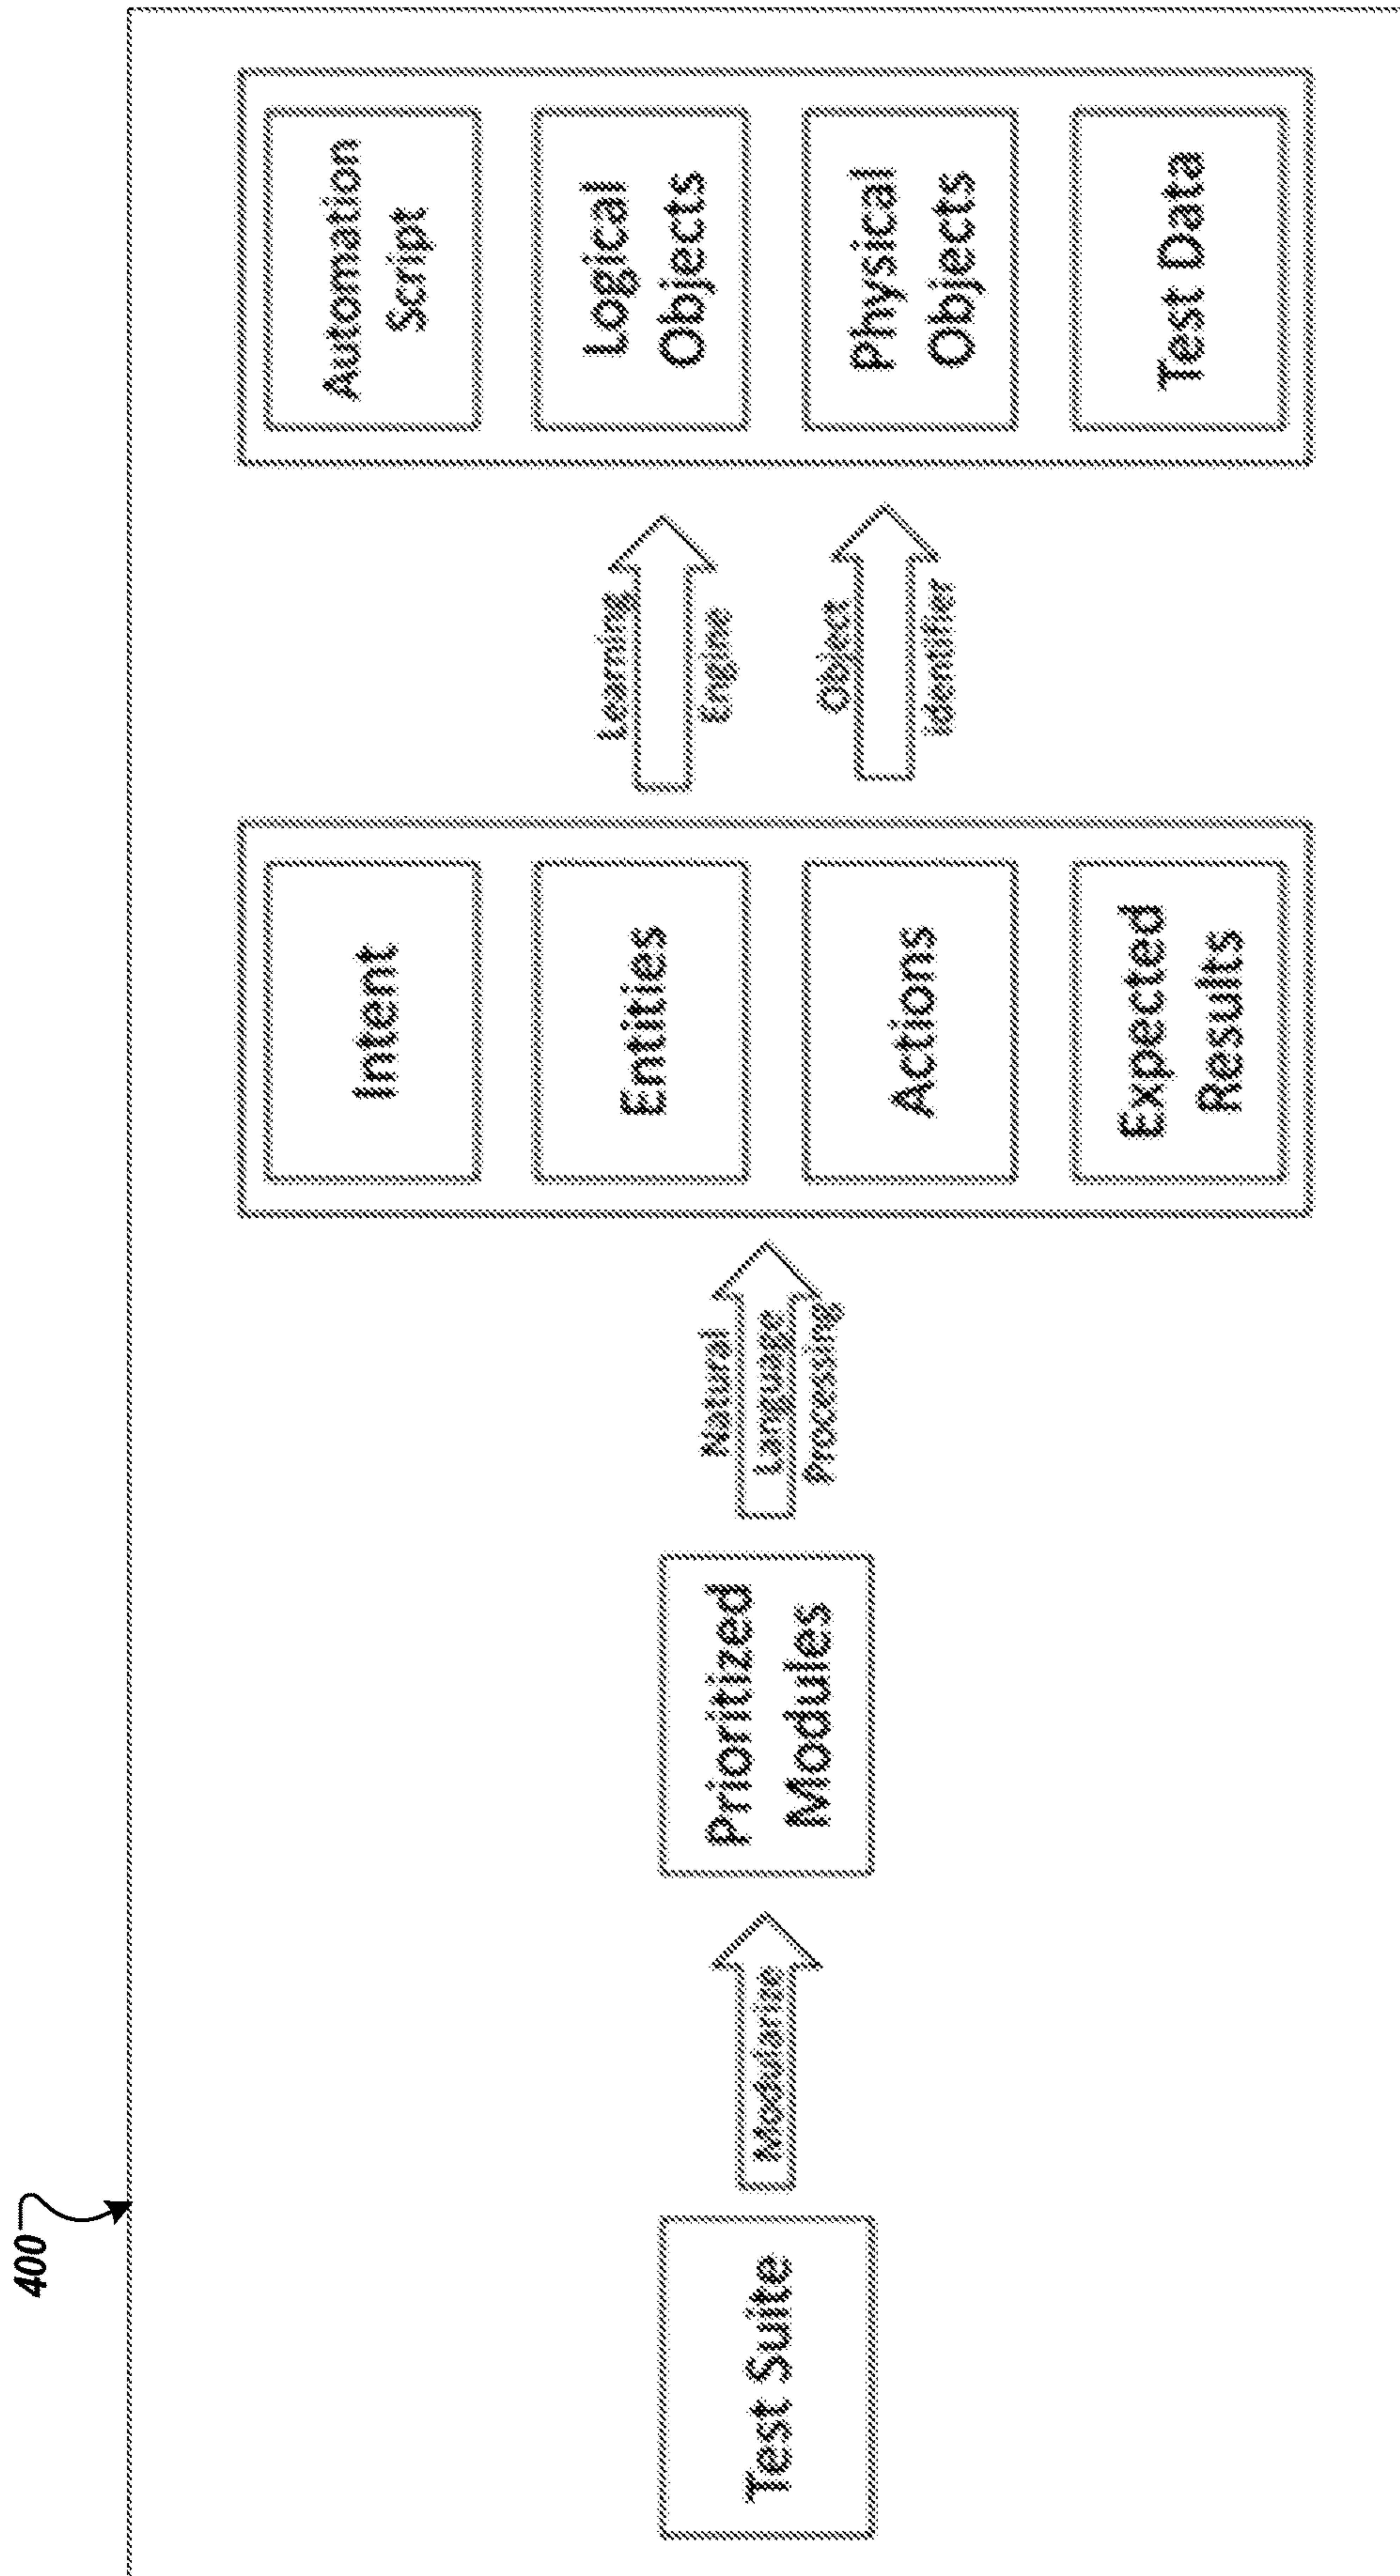 400
Test Suite
Modularize
Prioritized
Modules
Natural
Language
Processing
Intent
Entities
Actions
Expected
Results
Learning
Engine
Object
identifier
Automation
Script
Logical
Objects
Physical
Objects
Test Data